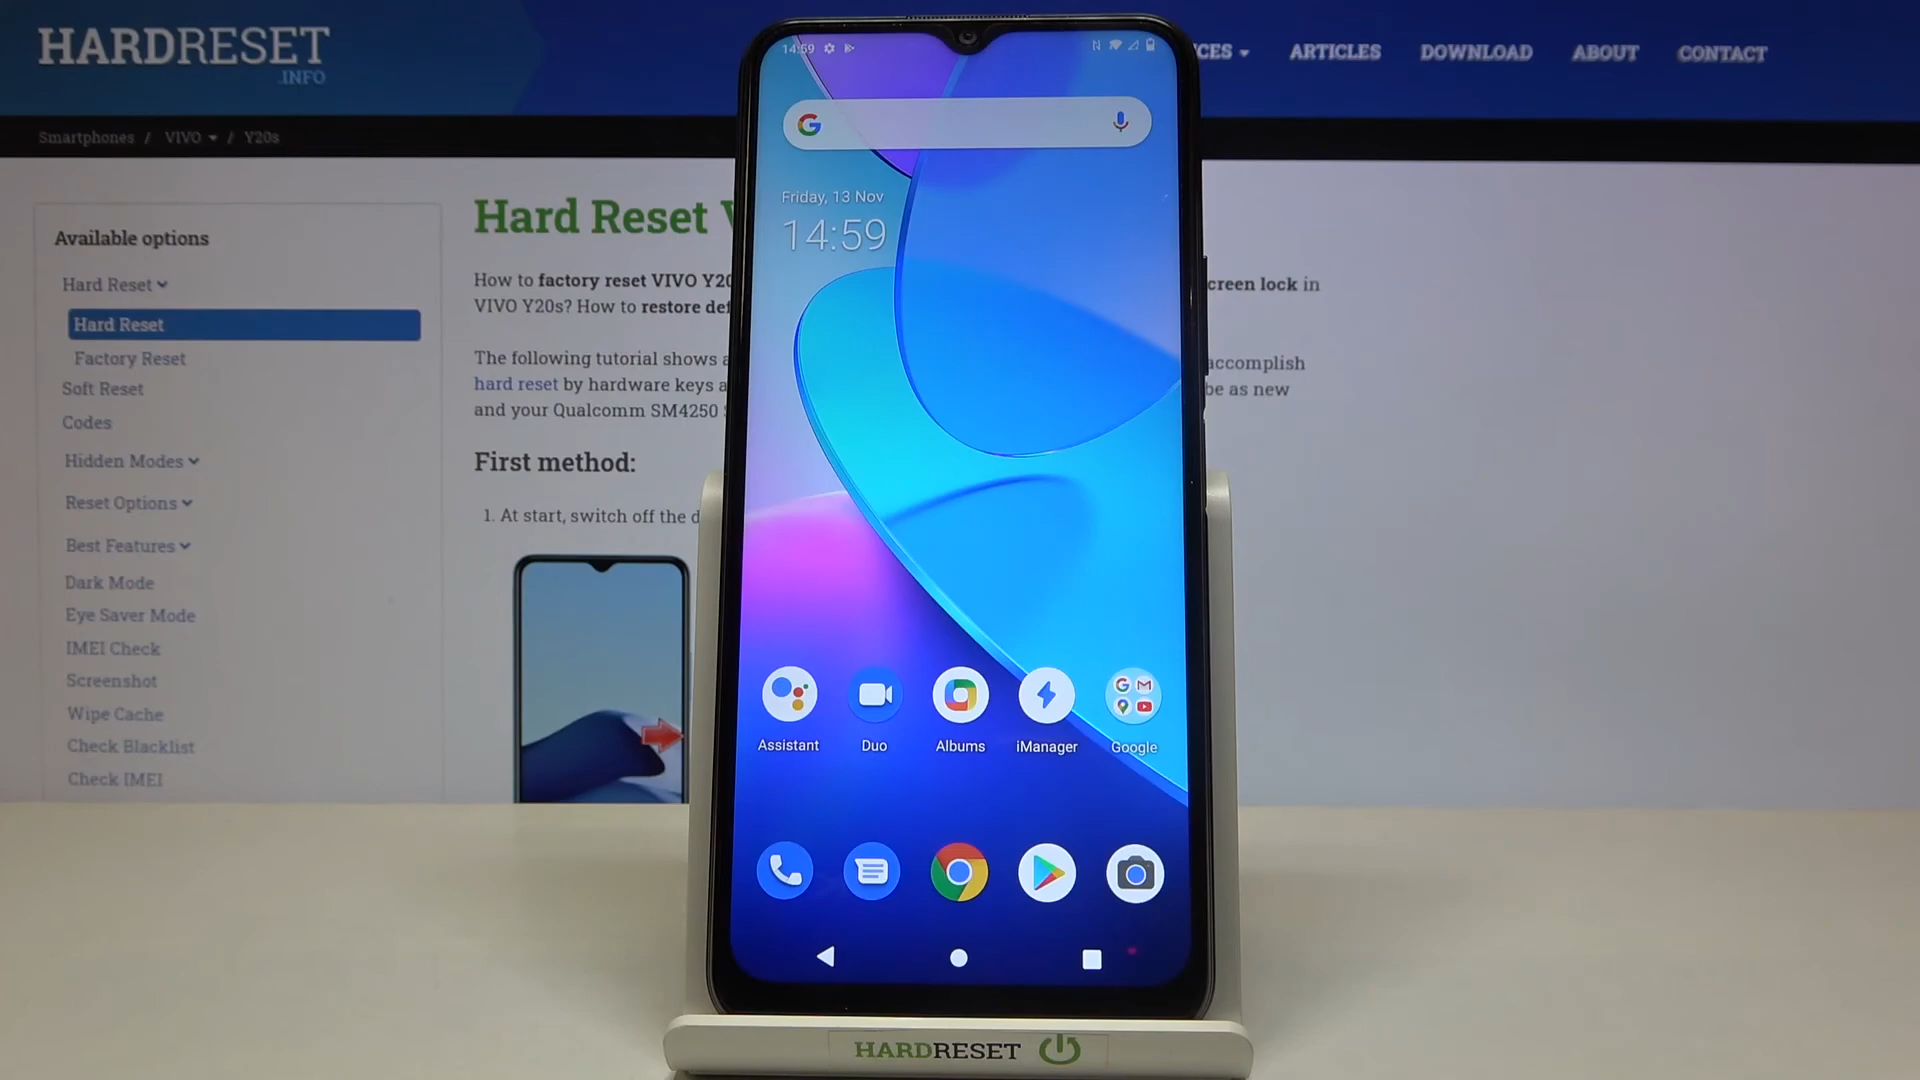 HARDRESET
.INFO
CES
ARTICLES
DOWNLOAD
ABOUT
CONTACT
Smartphones / VIVO / Y20s
Available options
Hard Reset
Hard Reset
Factory Reset
Soft Reset
Codes
Hidden Modes
Reset Options
Best Features
Dark Mode
Eye Saver Mode
IMEI Check
Screenshot
Wipe Cache
Check Blacklist
Check IMEI
Hard Reset
How to factory reset VIVO Y20
creen lock in
VIVO Y20s? How to restore def
The following tutorial shows a
accomplish
hard reset by hardware keys a
be as new
and your Qualcomm SM4250
First method:
1. At start, switch off the d
14:59
Friday, 13 Nov
14:59
Assistant
Duo
Albums
iManager
Google
HARDRESET